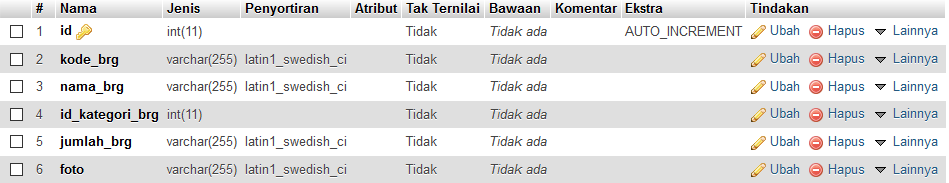 # Nama Jenis Penyortiran Atribut Tak Ternilai Bawaan Komentar Ekstra Tindakan
1 id int(11) Tidak Tidak ada AUTO_INCREMENT Ubah Hapus Lainnya
2 kode_brg varchar(255) latin1_swedish_ci Tidak Tidak ada Ubah Hapus Lainnya
3 nama_brg varchar(255) latin1_swedish_ci Tidak Tidak ada Ubah Hapus Lainnya
4 id_kategori_brg int(11) Tidak Tidak ada Ubah Hapus Lainnya
5 jumlah_brg varchar(255) latin1_swedish_ci Tidak Tidak ada Ubah Hapus Lainnya
6 foto varchar(255) latin1_swedish_ci Tidak Tidak ada Ubah Hapus Lainnya